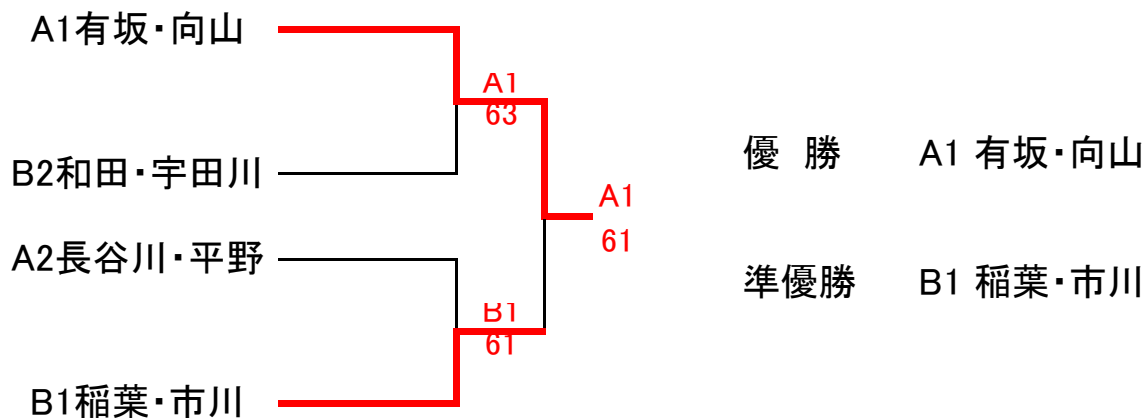 A1有坂・向山
A1
63
B2和田・宇田川
優 勝 A1 有坂・向山
A1
61
A2長谷川・平野
準優勝 B1 稲葉・市川
B1
61
B1稲葉・市川